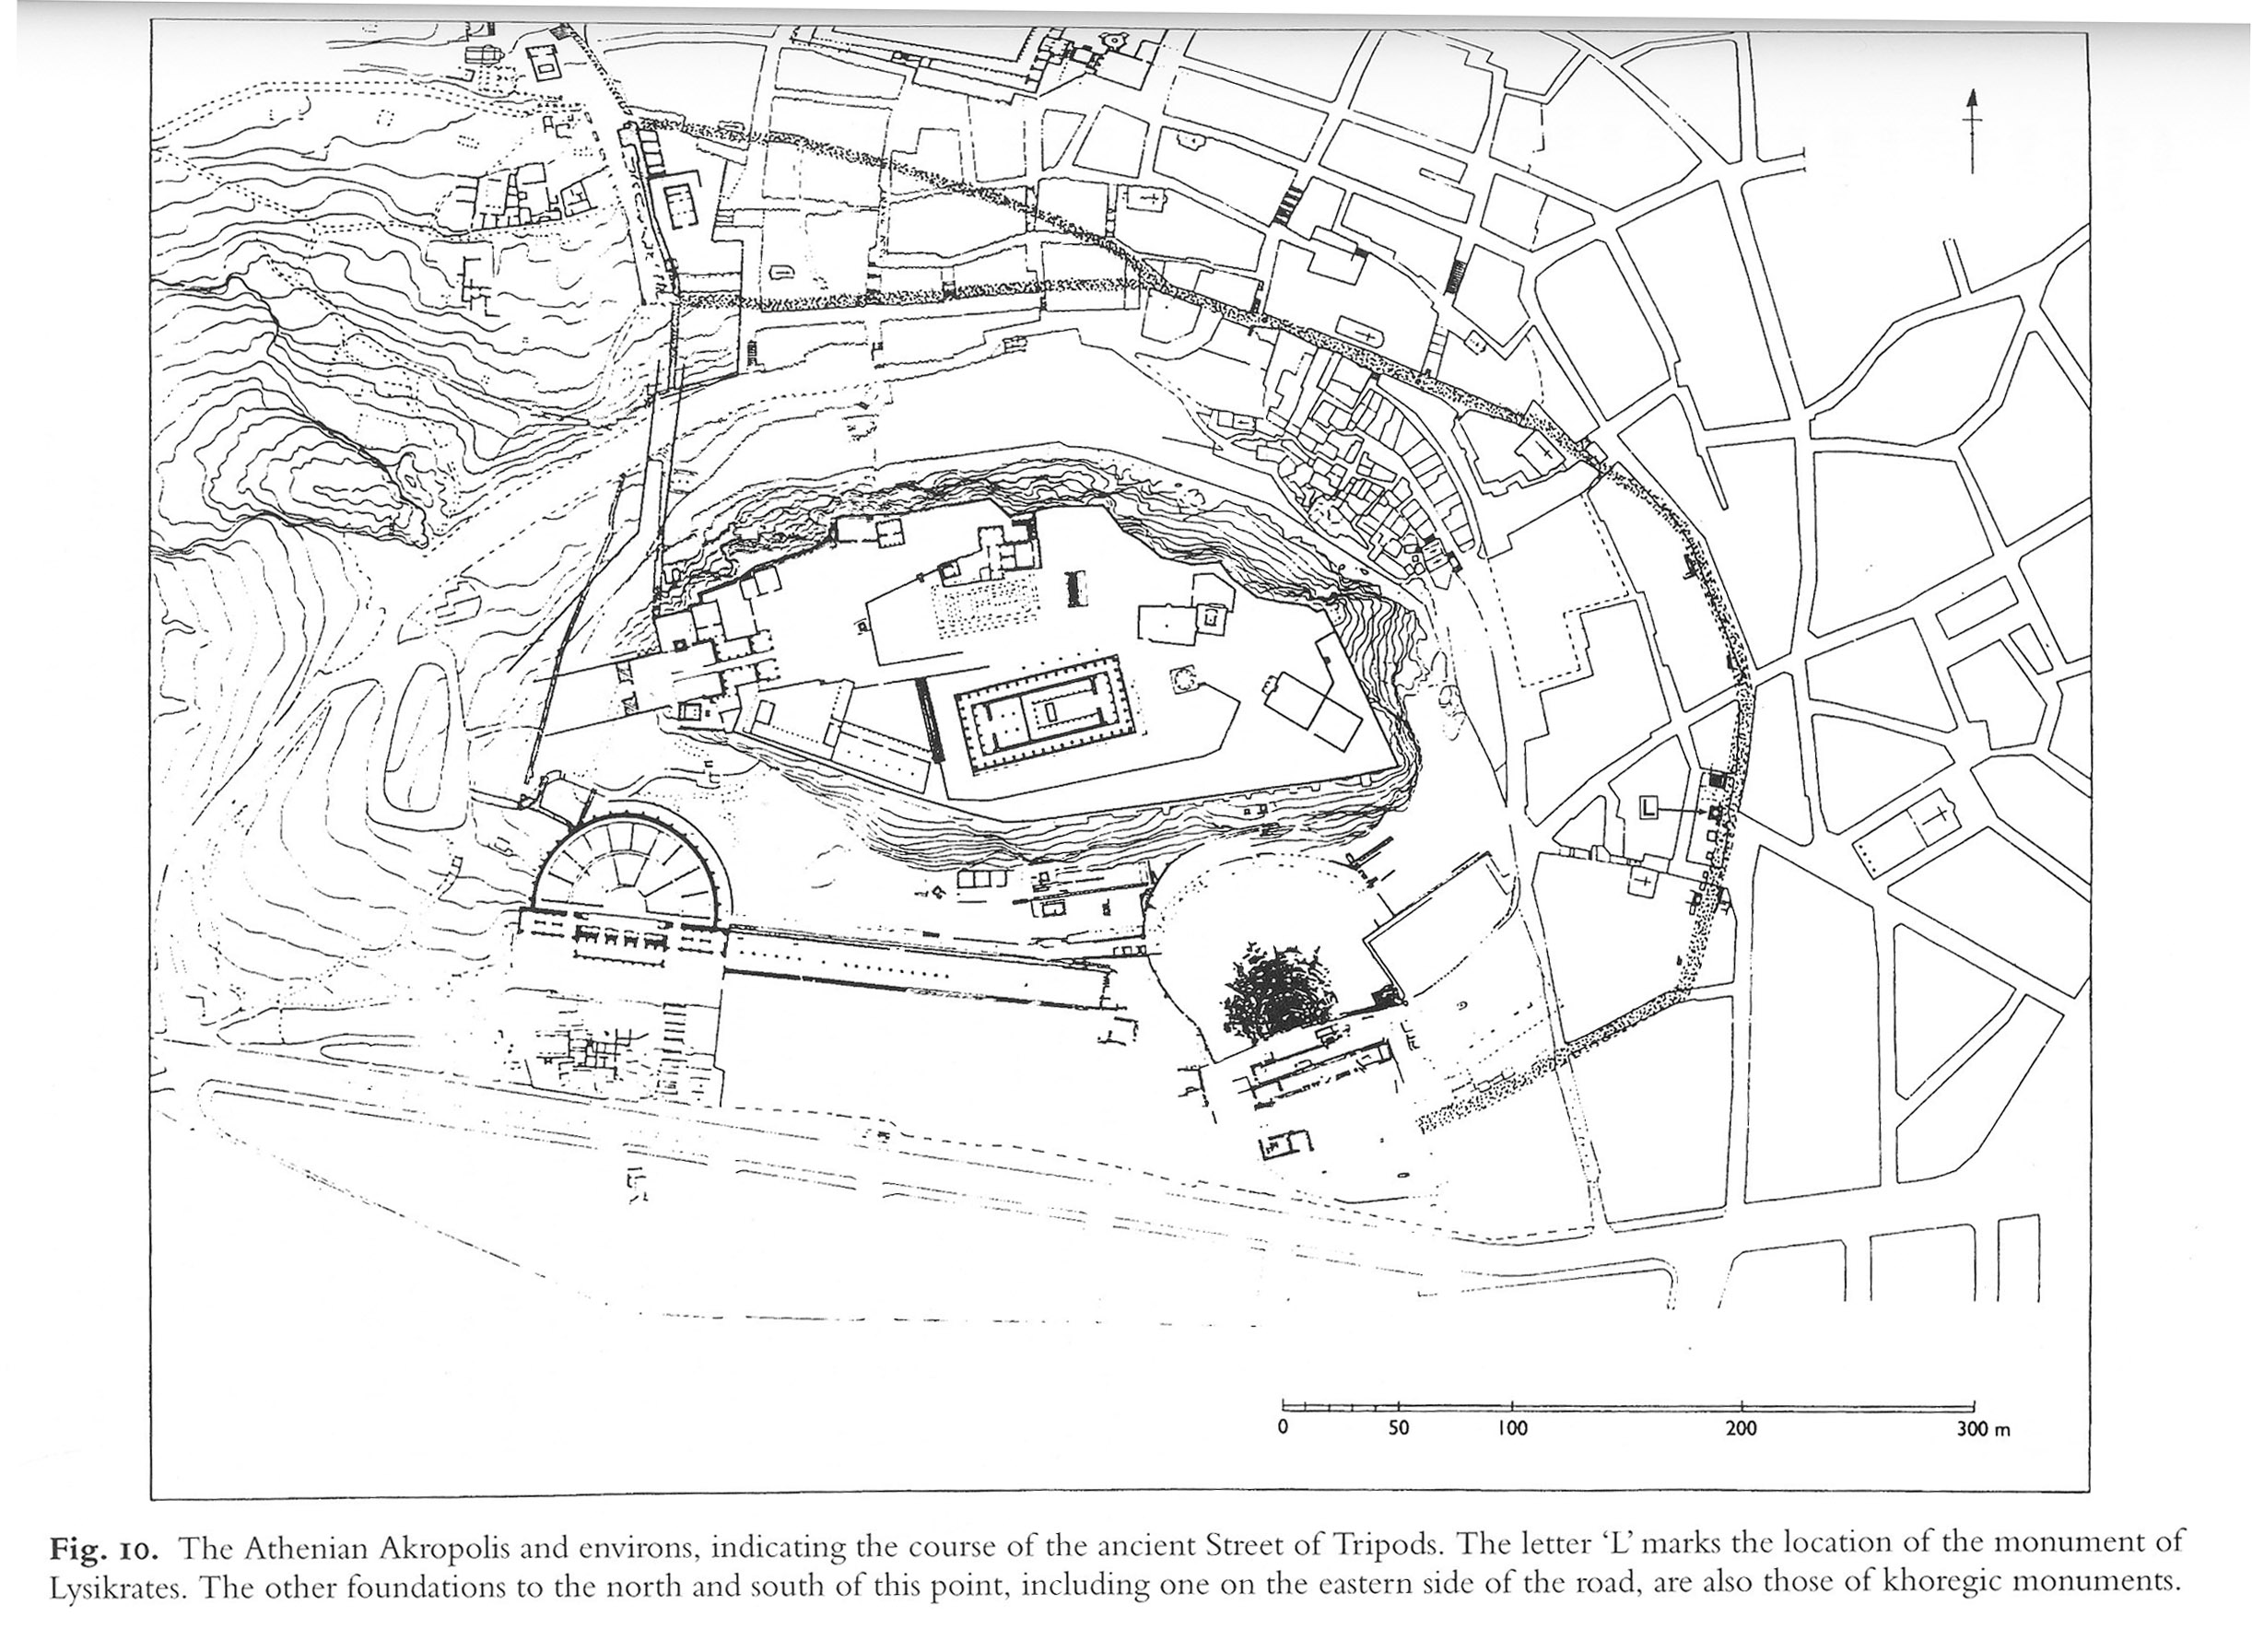 L
0 50 100 200 300 m
Fig. 10. The Athenian Akropolis and environs, indicating the course of the ancient Street of Tripods. The letter ‘L’ marks the location of the monument of
Lysikrates. The other foundations to the north and south of this point, including one on the eastern side of the road, are also those of khoregic monuments.